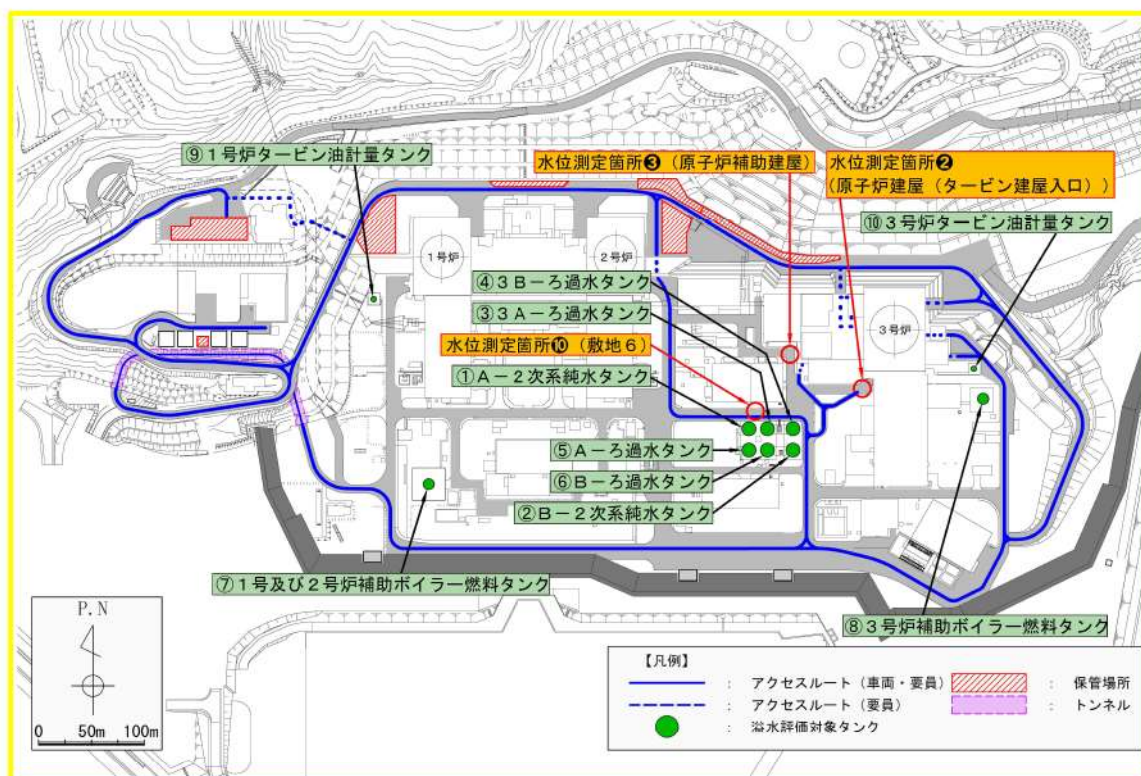 ⑨1号炉タービン油計量タンク
水位測定箇所❸（原子炉補助建屋）
水位測定箇所❷
（原子炉建屋（タービン建屋入口））
⑩3号炉タービン油計量タンク
1号炉
2号炉
④3B－ろ過水タンク
③3A－ろ過水タンク
3号炉
水位測定箇所❿（敷地6）
①A－2次系純水タンク
⑤A－ろ過水タンク
⑥B－ろ過水タンク
②B－2次系純水タンク
⑦1号及び2号炉補助ボイラー燃料タンク
⑧3号炉補助ボイラー燃料タンク
P.N
0 50m 100m
【凡例】
： アクセスルート（車両・要員）
： 保管場所
： アクセスルート（要員）
： トンネル
： 溢水評価対象タンク